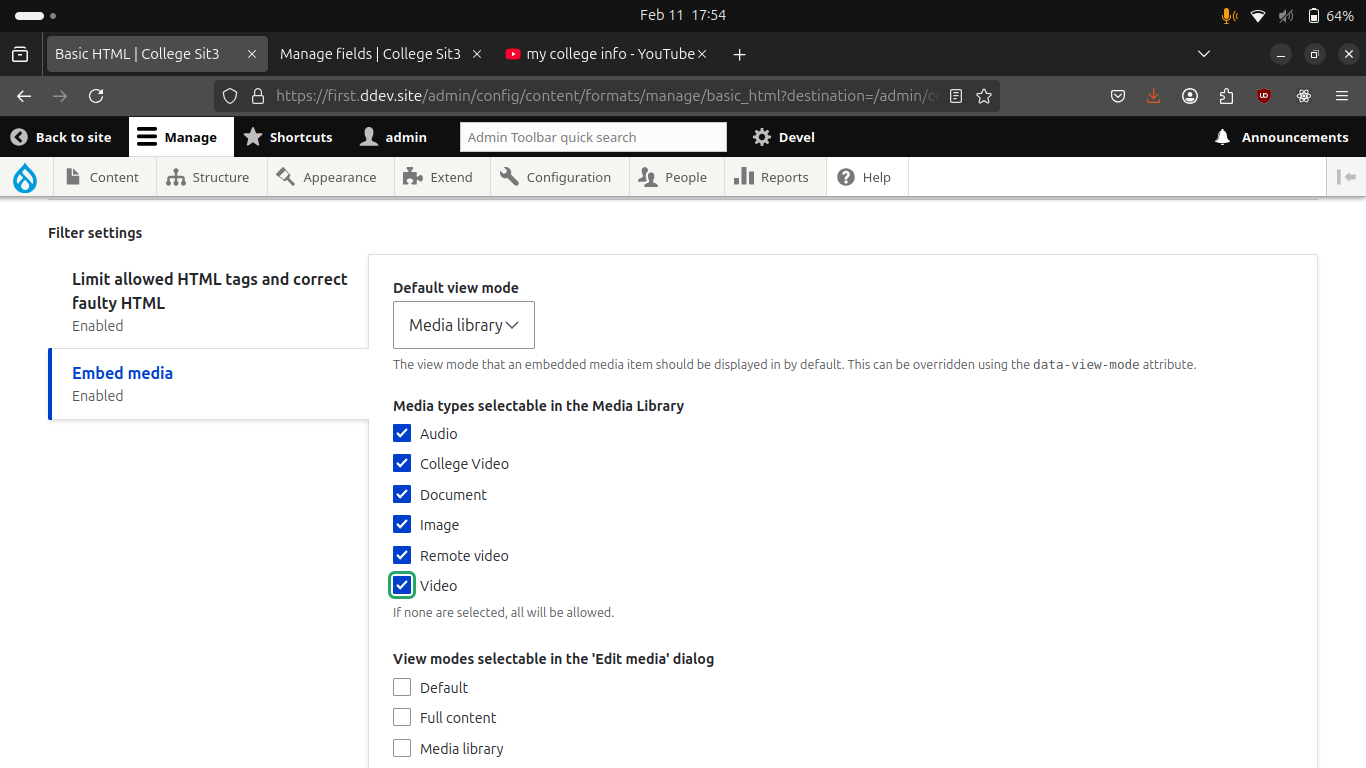 Feb 11 17:54
64%
Basic HTML | College Sit3
Manage fields | College Sit3
my college info - YouTube
https://first.ddev.site/admin/config/content/formats/manage/basic_html?destination=/admin/co
Back to site
Manage
Shortcuts
admin
Admin Toolbar quick search
Devel
Announcements
Content
Structure
Appearance
Extend
Configuration
People
Reports
Help
Filter settings
Limit allowed HTML tags and correct
faulty HTML
Enabled
Embed media
Enabled
Default view mode
Media library
The view mode that an embedded media item should be displayed in by default. This can be overridden using the data-view-mode attribute.
Media types selectable in the Media Library
Audio
College Video
Document
Image
Remote video
Video
If none are selected, all will be allowed.
View modes selectable in the 'Edit media' dialog
Default
Full content
Media library